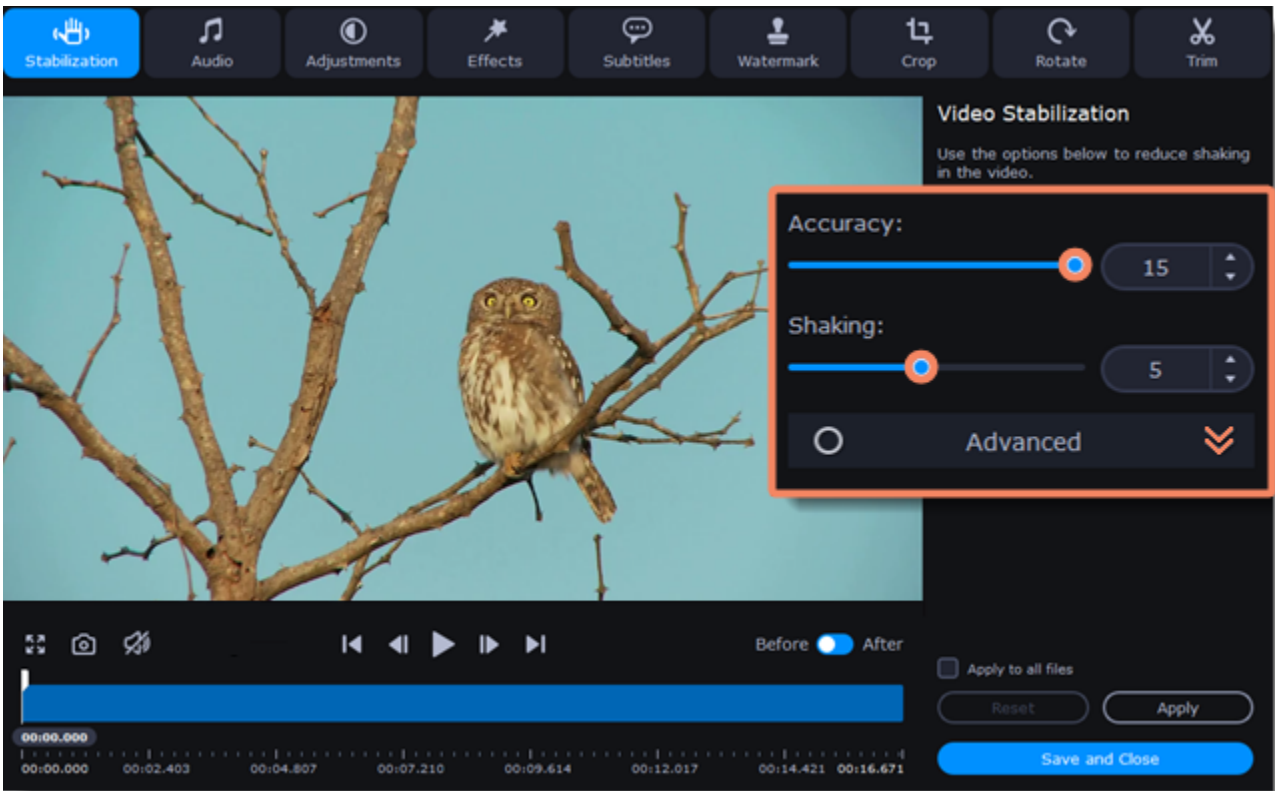 Stabilization
Audio
Adjustments
Effects
Subtitles
Watermark
Crop
Rotate
Trim
Video Stabilization
Use the options below to reduce shaking
in the video.
Accuracy:
15
Shaking:
5
Advanced
Before
After
Apply to all files
Reset
Apply
Save and Close
00:00.000
00:00.000 00:02.403 00:04.807 00:07.210 00:09.614 00:12.017 00:14.421 00:16.671